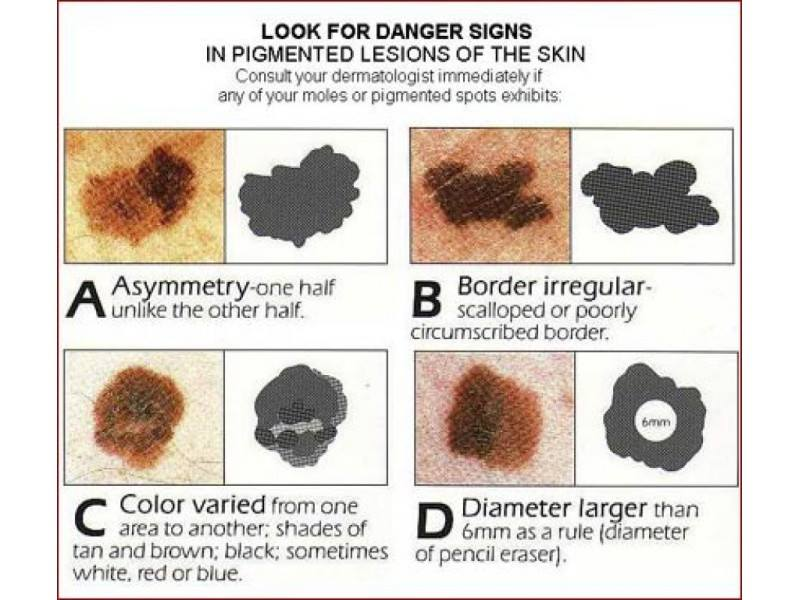 LOOK FOR DANGER SIGNS
IN PIGMENTED LESIONS OF THE SKIN
Consult your dermatologist immediately if
any of your moles or pigmented spots exhibits:
A Asymmetry-one half
unlike the other half.
B Border irregular-
scalloped or poorly
circumscribed border.
6mm
C Color varied from one
area to another; shades of
tan and brown; black; sometimes
white, red or blue.
D Diameter larger than
6mm as a rule (diameter
of pencil eraser).